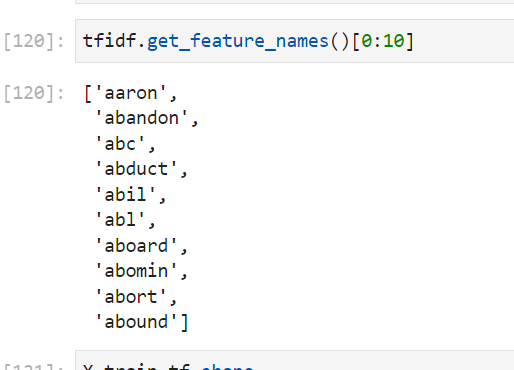 [120]: tfidf.get_feature_names()[0:10]
[120]: ['aaron',
'abandon',
'abc',
'abduct',
'abil',
'abl',
'aboard',
'abomin',
'abort',
'abound']